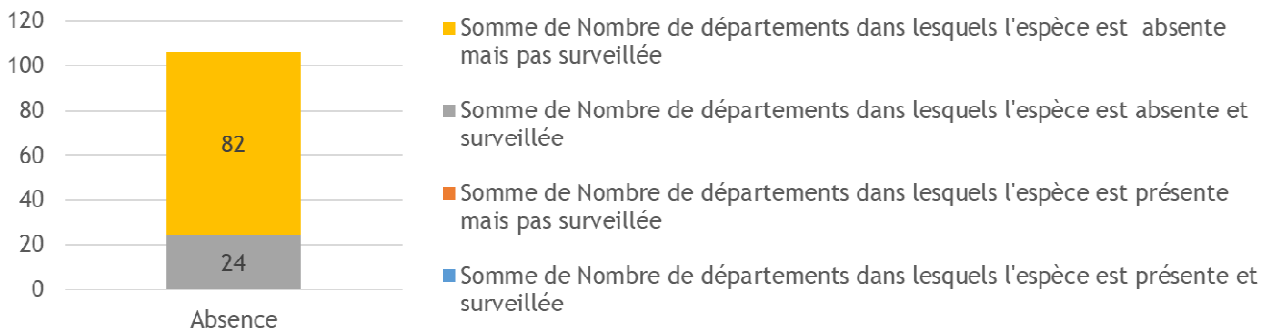 120
100
80
60
40
20
0
82
24
Absence
Somme de Nombre de départements dans lesquels l'espèce est absente
mais pas surveillée
Somme de Nombre de départements dans lesquels l'espèce est absente et
surveillée
Somme de Nombre de départements dans lesquels l'espèce est présente
mais pas surveillée
Somme de Nombre de départements dans lesquels l'espèce est présente et
surveillée